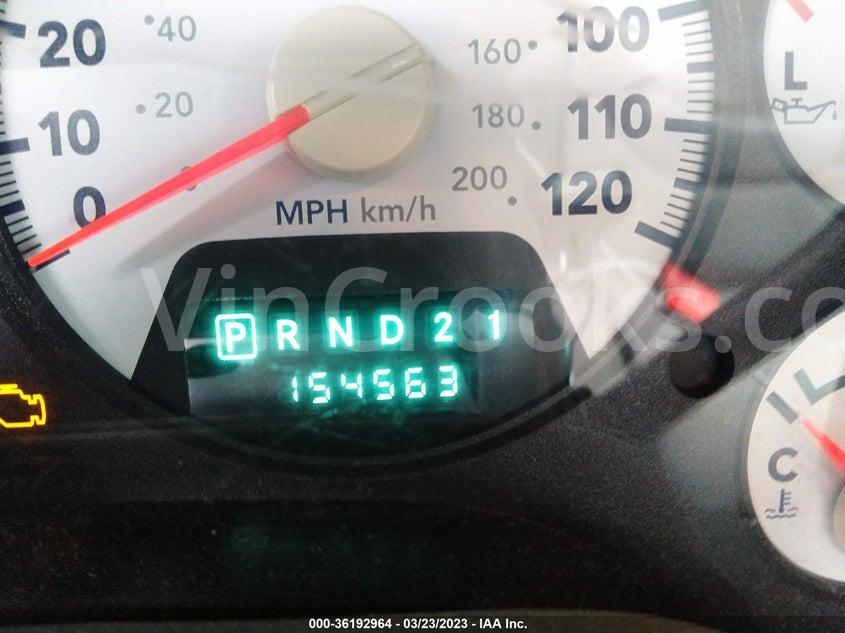 20 40 160 100
10 20 180 110
0 0 200 120
MPH km/h
L
VinCrooks.co
P R N D 2 1
154563
C
000-36192964 - 03/23/2023 - IAA Inc.